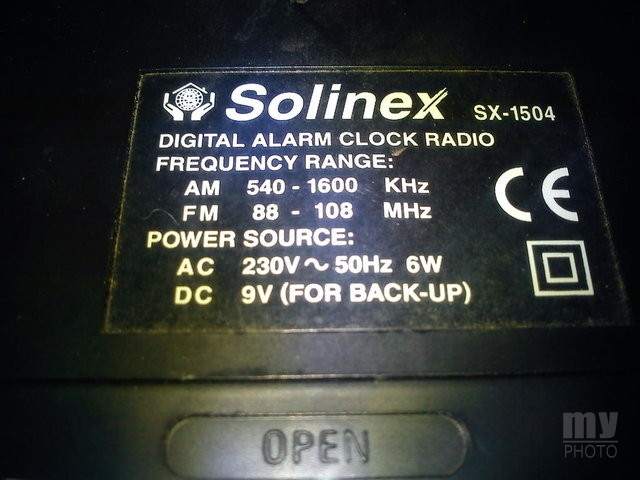 Solinex SX-1504
DIGITAL ALARM CLOCK RADIO
FREQUENCY RANGE:
AM 540 - 1600 KHz
FM 88 - 108 MHz
CE
POWER SOURCE:
AC 230V ~ 50Hz 6W
DC 9V (FOR BACK-UP)
OPEN
my
PHOTO